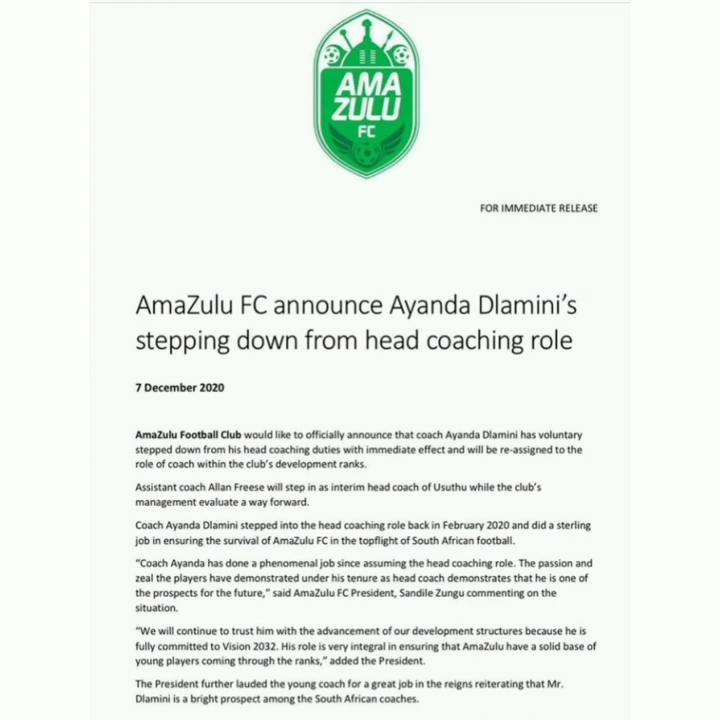 AMA
ZULU
FC
FOR IMMEDIATE RELEASE
AmaZulu FC announce Ayanda Dlamini's
stepping down from head coaching role
7 December 2020
AmaZulu Football Club would like to officially announce that coach Ayanda Dlamini has voluntary
stepped down from his head coaching duties with immediate effect and will be re-assigned to the
role of coach within the club's development ranks.
Assistant coach Allan Freese will step in as interim head coach of Usuthu while the club's
management evaluate a way forward.
Coach Ayanda Dlamini stepped into the head coaching role back in February 2020 and did a sterling
job in ensuring the survival of AmaZulu FC in the topflight of South African football.
"Coach Ayanda has done a phenomenal job since assuming the head coaching role. The passion and
zeal the players have demonstrated under his tenure as head coach demonstrates that he is one of
the prospects for the future," said AmaZulu FC President, Sandile Zungu commenting on the
situation.
"We will continue to trust him with the advancement of our development structures because he is
fully committed to Vision 2032. His role is very integral in ensuring that AmaZulu have a solid base of
young players coming through the ranks," added the President.
The President further lauded the young coach for a great job in the reigns reiterating that Mr.
Dlamini is a bright prospect among the South African coaches.